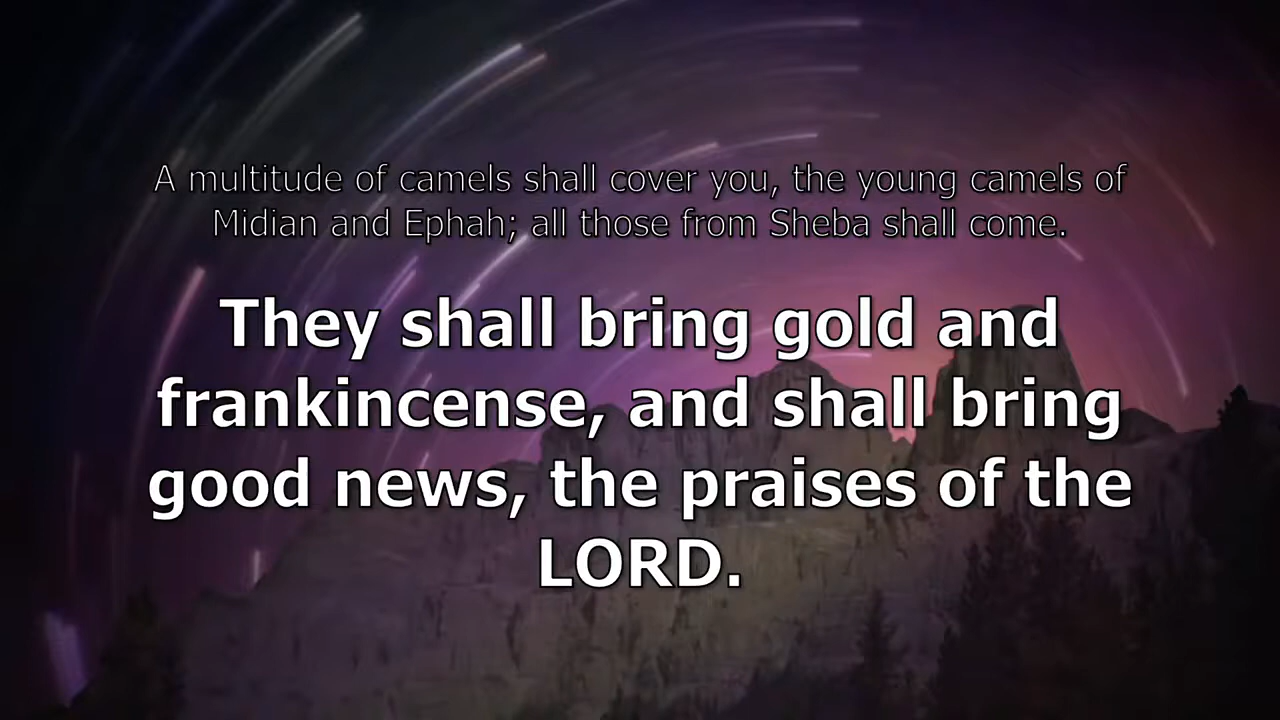 A multitude of camels shall cover you, the young camels of
Midian and Ephah; all those from Sheba shall come.
They shall bring gold and
frankincense, and shall bring
good news, the praises of the
LORD.